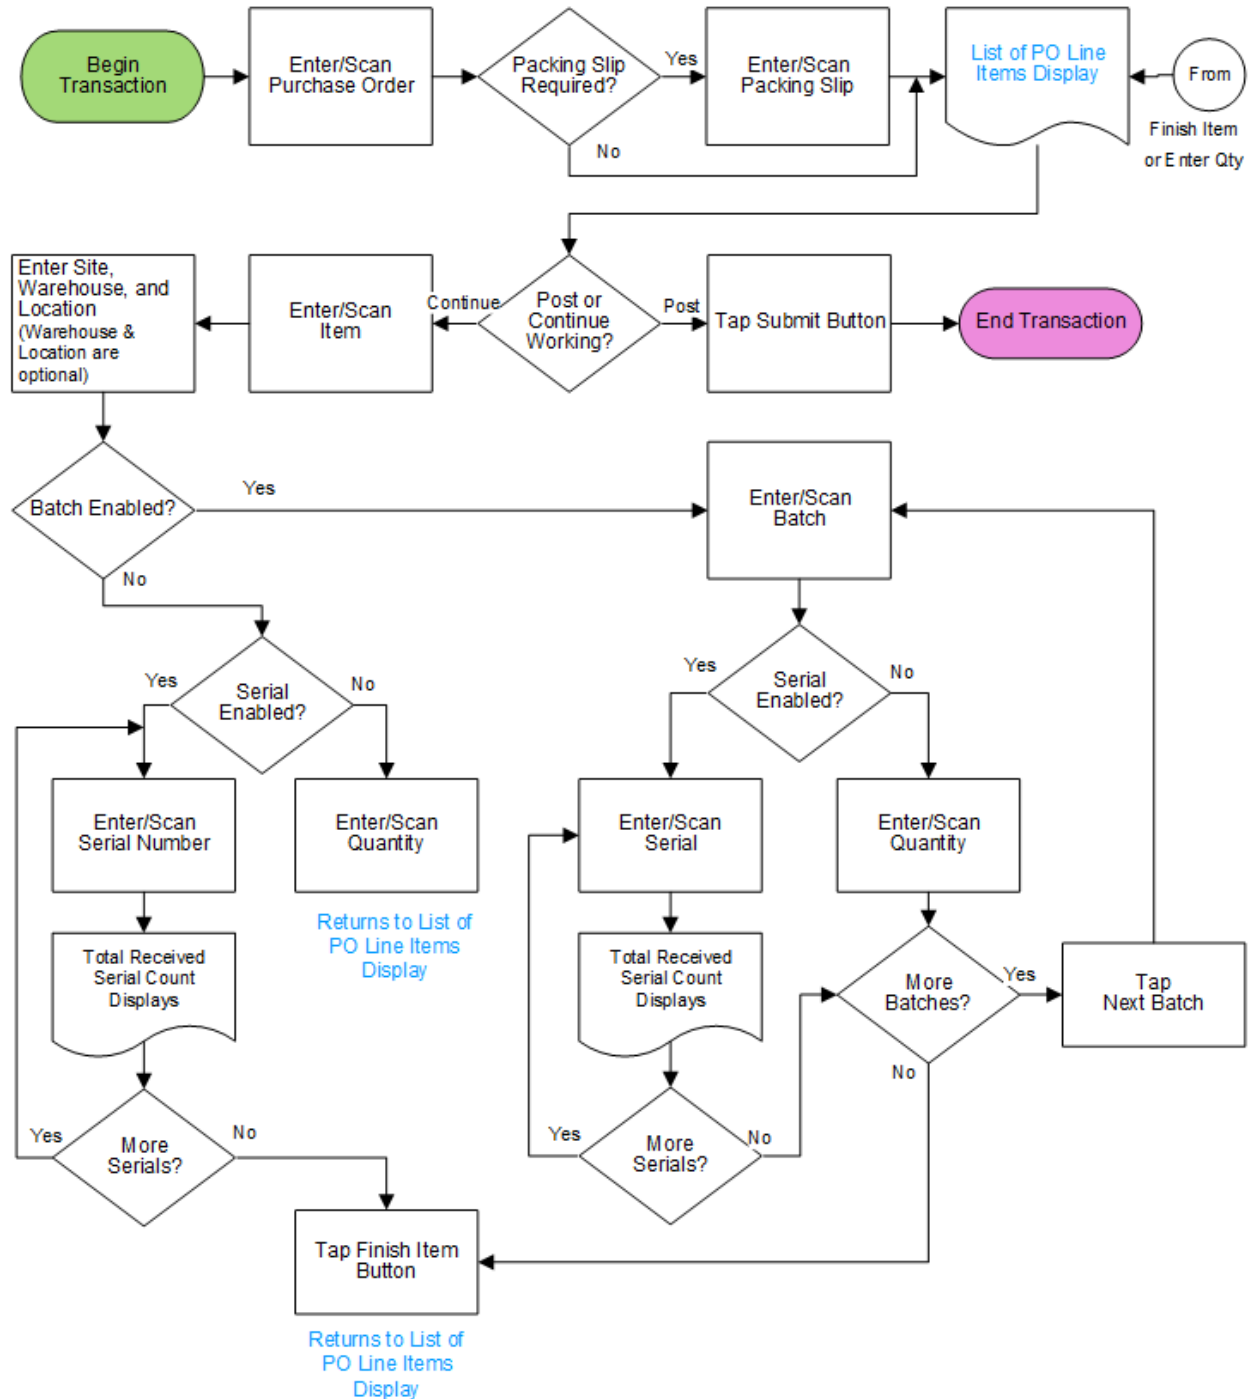 Begin
Transaction
Enter/Scan
Purchase Order
Packing Slip
Required?
Yes
No
Enter/Scan
Packing Slip
List of PO Line
Items Display
From
Finish Item
or Enter Qty
Enter Site,
Warehouse, and
Location
(Warehouse &
Location are
optional)
Enter/Scan
Item
Continue
Post or
Continue
Working?
Post
Tap Submit Button
End Transaction
Batch Enabled?
Yes
No
Enter/Scan
Batch
Yes
Serial
Enabled?
No
Yes
Serial
Enabled?
No
Enter/Scan
Serial Number
Enter/Scan
Quantity
Returns to List of
PO Line Items
Display
Enter/Scan
Serial
Enter/Scan
Quantity
Total Received
Serial Count
Displays
Total Received
Serial Count
Displays
More
Batches?
Yes
No
Tap
Next Batch
Yes
More
Serials?
No
Yes
More
Serials?
No
Tap Finish Item
Button
Returns to List of
PO Line Items
Display